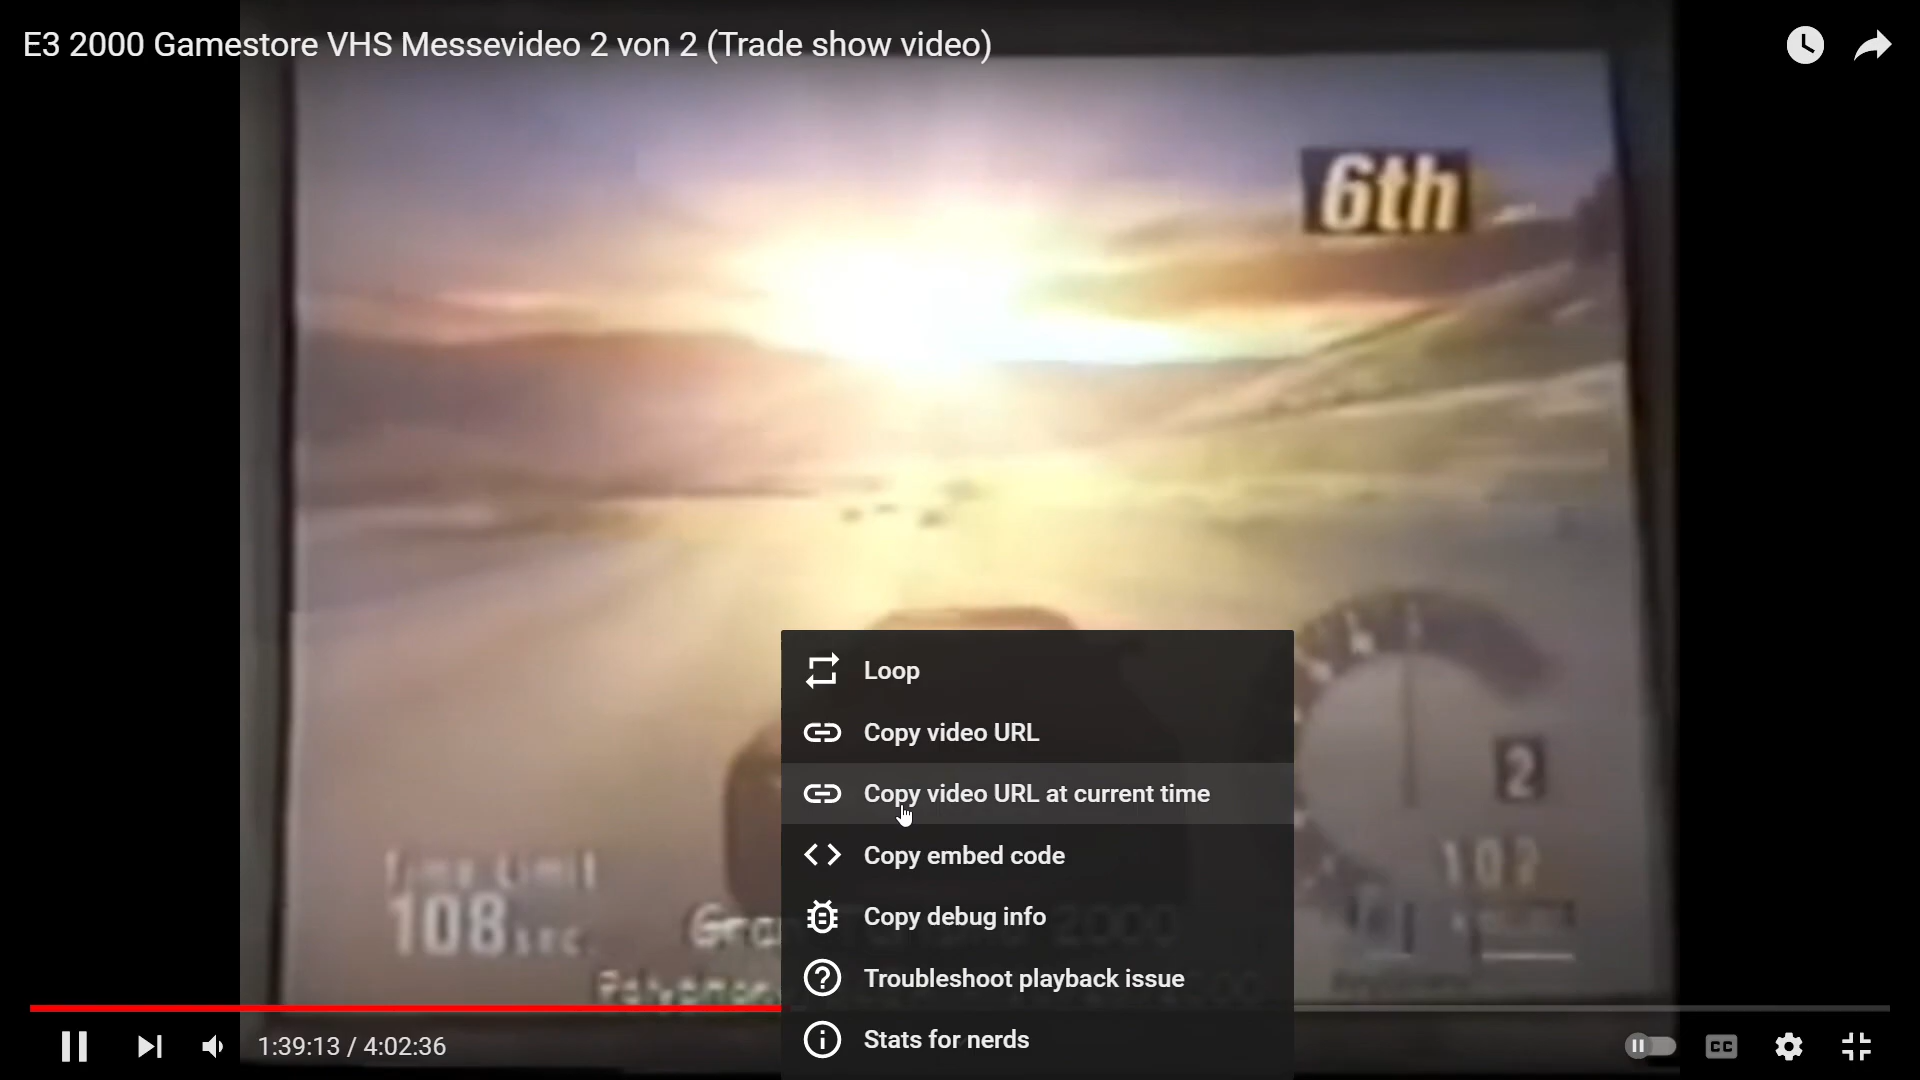 E3 2000 Gamestore VHS Messevideo 2 von 2 (Trade show video)
6th
Loop
Copy video URL
Copy video URL at current time
2
Time Limit
108 sec.
Copy embed code
Copy debug info
2000
Troubleshoot playback issue
1:39:13 / 4:02:36
CC
Stats for nerds